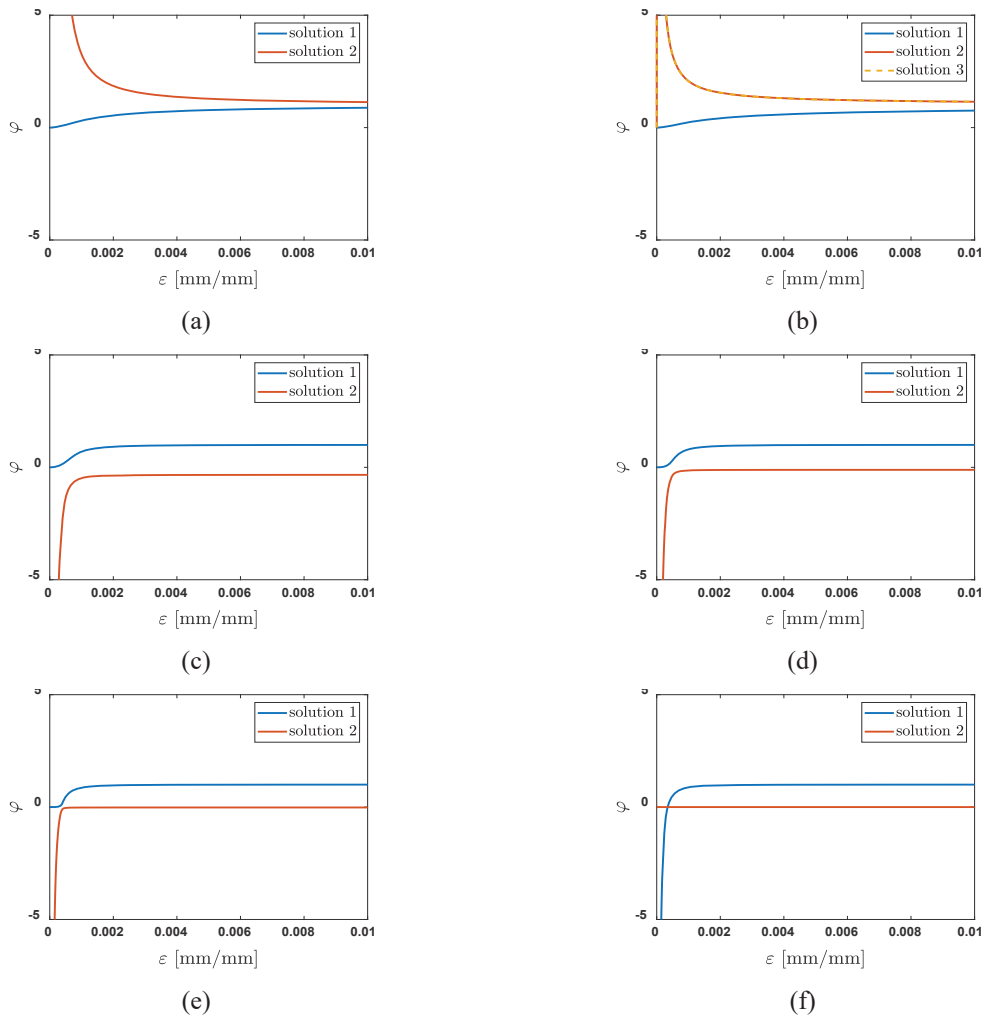 5
solution 1
solution 2
φ
0
-5
0 0.002 0.004 0.006 0.008 0.01
ε [mm/mm]
(a)
5
solution 1
solution 2
solution 3
φ
0
-5
0 0.002 0.004 0.006 0.008 0.01
ε [mm/mm]
(b)
5
solution 1
solution 2
φ
0
-5
0 0.002 0.004 0.006 0.008 0.01
ε [mm/mm]
(c)
5
solution 1
solution 2
φ
0
-5
0 0.002 0.004 0.006 0.008 0.01
ε [mm/mm]
(d)
5
solution 1
solution 2
φ
0
-5
0 0.002 0.004 0.006 0.008 0.01
ε [mm/mm]
(e)
5
solution 1
solution 2
φ
0
-5
0 0.002 0.004 0.006 0.008 0.01
ε [mm/mm]
(f)